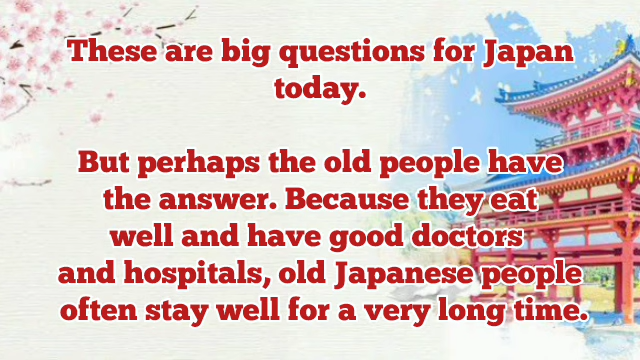 These are big questions for Japan
today.
But perhaps the old people have
the answer. Because they eat
well and have good doctors
and hospitals, old Japanese people
often stay well for a very long time.